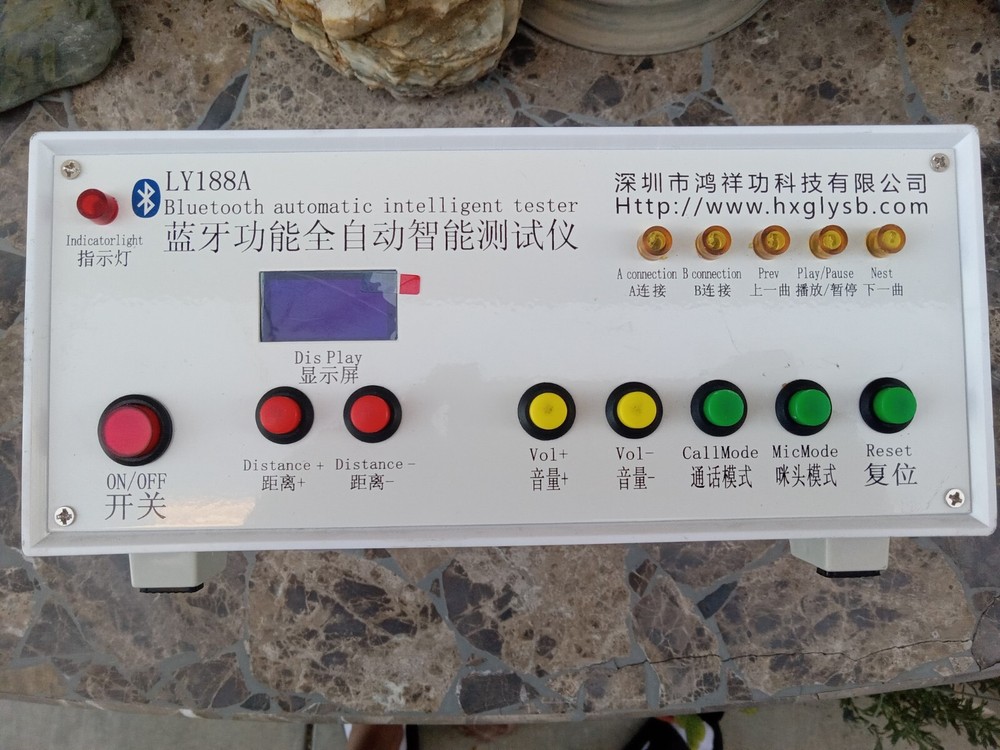 LY188A
Bluetooth automatic intelligent tester
蓝牙功能全自动智能测试仪
Indicatorlight
指示灯
深圳市鸿祥功科技有限公司
Http://www.hxglysb.com
A connection
A连接
B connection
B连接
Prev
上一曲
Play/Pause
播放/暂停
Nest
下一曲
Dis Play
显示屏
ON/OFF
开关
Distance +
距离+
Distance -
距离-
Vol+
音量+
Vol-
音量-
CallMode
通话模式
MicMode
咪头模式
Reset
复位